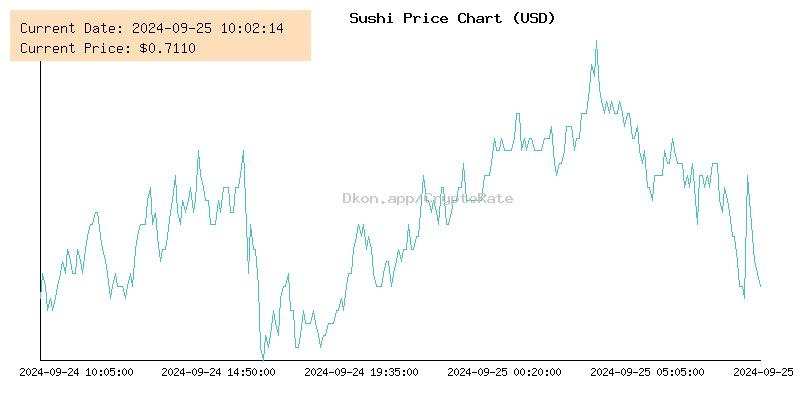 Sushi Price Chart (USD)
Current Date: 2024-09-25 10:02:14
Current Price: $0.7110
Dkon.app/CryptoRate
2024-09-24 10:05:00 2024-09-24 14:50:00 2024-09-24 19:35:00 2024-09-25 00:20:00 2024-09-25 05:05:00 2024-09-25